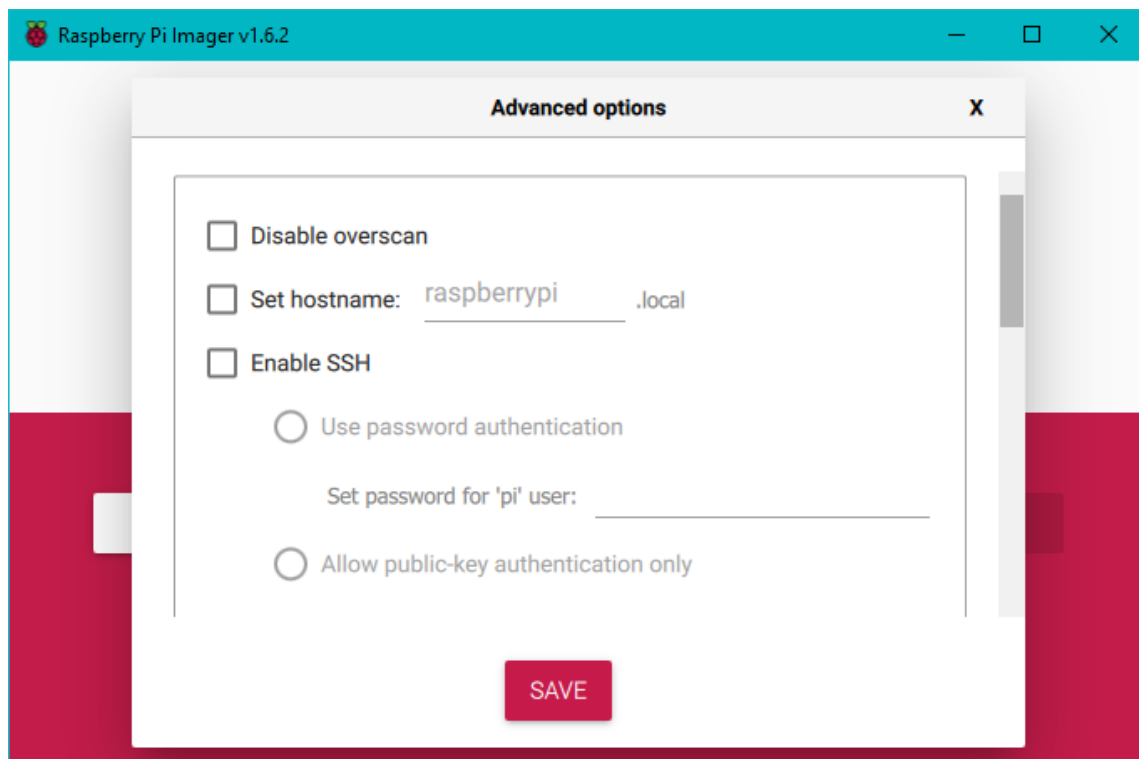 Raspberry Pi Imager v1.6.2
Advanced options X
Disable overscan
Set hostname: raspberrypi .local
Enable SSH
Use password authentication
Set password for 'pi' user:
Allow public-key authentication only
SAVE